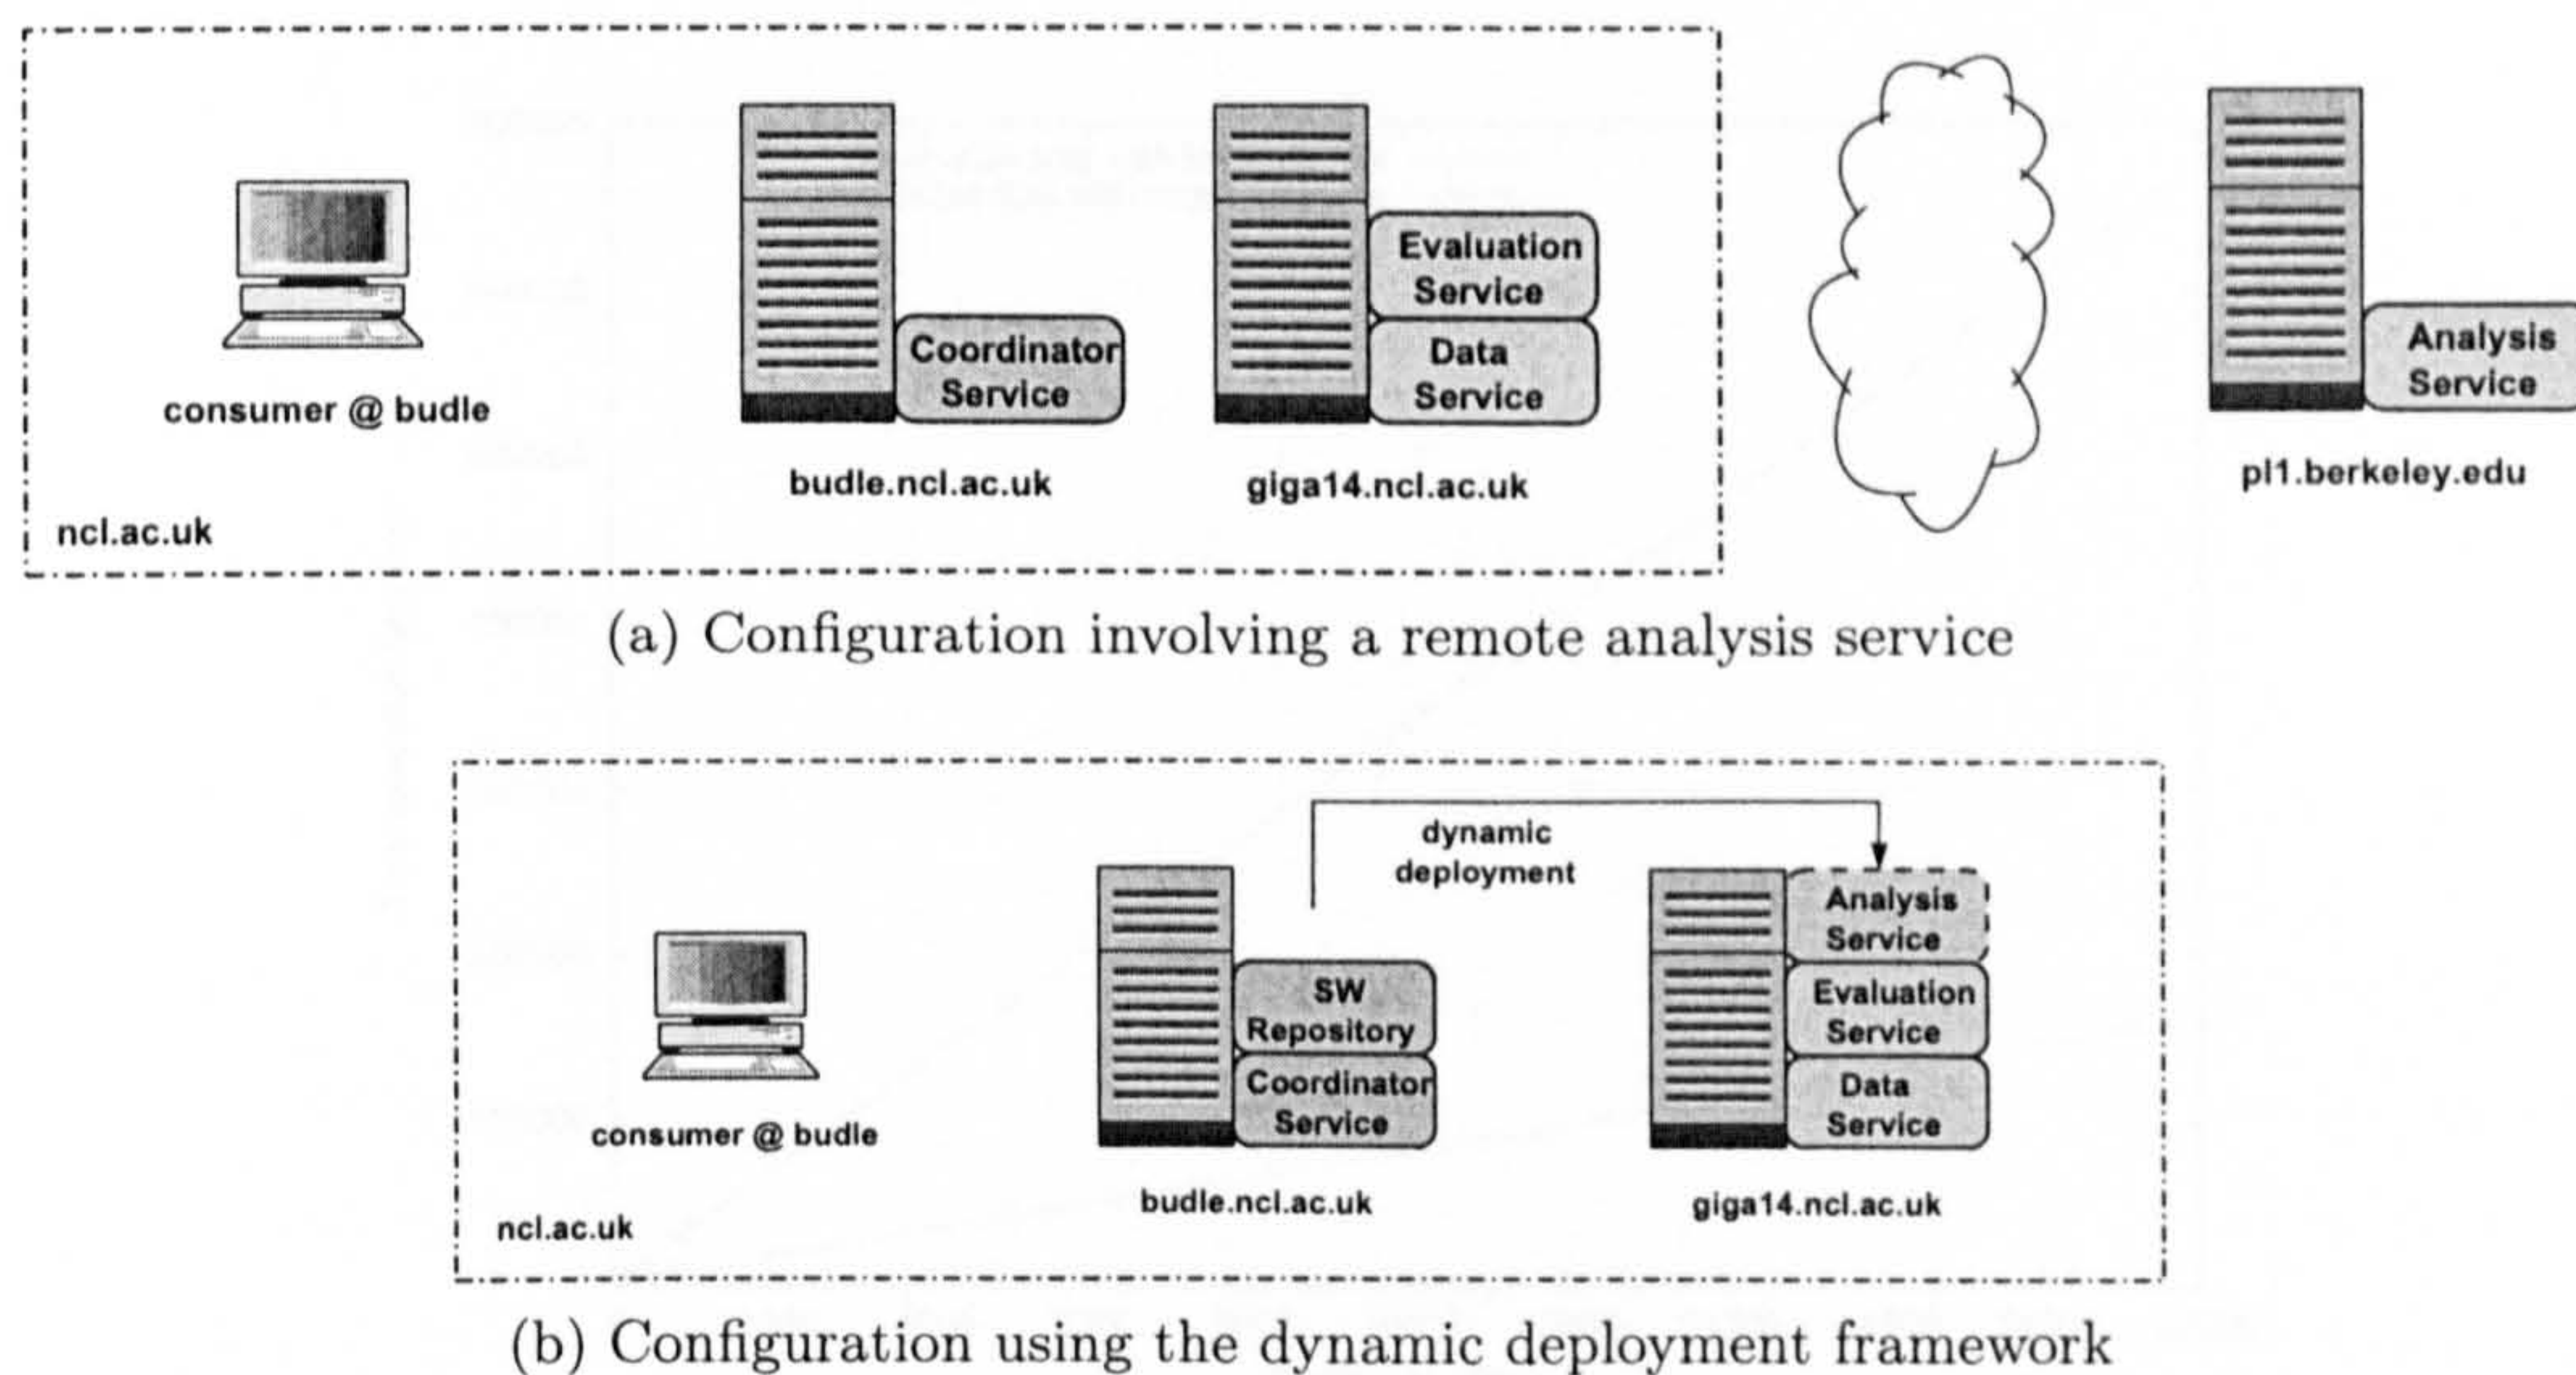 Evaluation
Service
Coordinator
Service
Data
Service
Analysis
Service
consumer @ budle
budle.ncl.ac.uk
giga14.ncl.ac.uk
pl1.berkeley.edu
ncl.ac.uk
(a) Configuration involving a remote analysis service
dynamic
deployment
Analysis
Service
SW
Repository
Evaluation
Service
Coordinator
Service
Data
Service
consumer @ budle
budle.ncl.ac.uk
giga14.ncl.ac.uk
ncl.ac.uk
(b) Configuration using the dynamic deployment framework